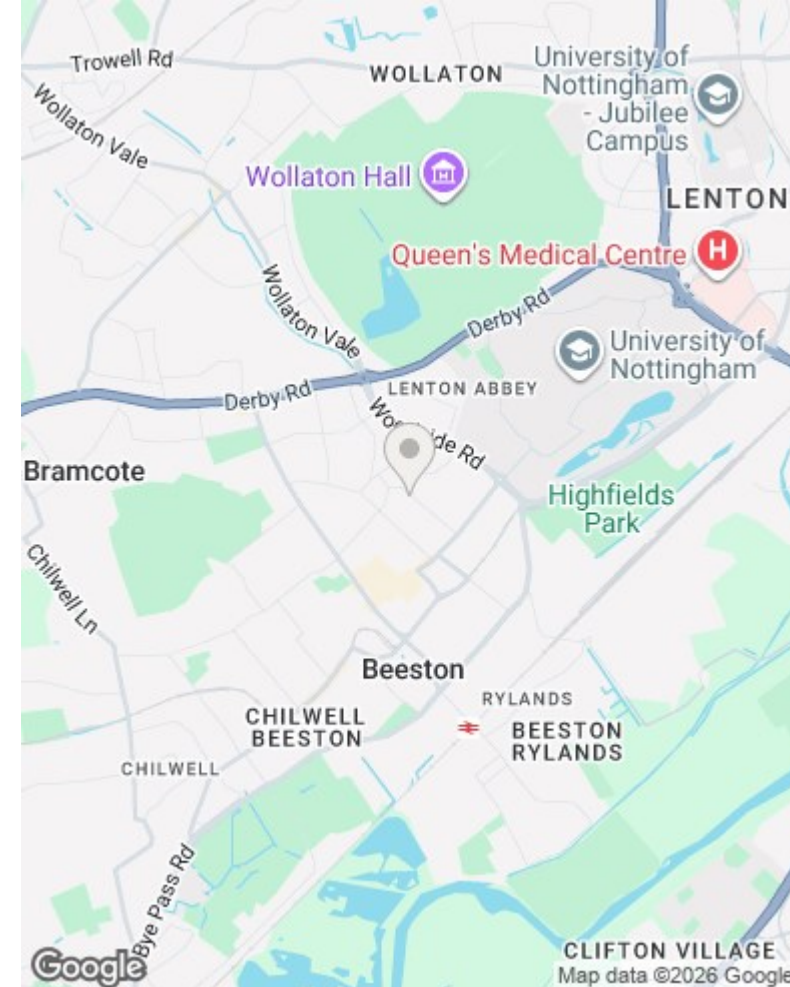 Trowell Rd
WOLLATON
University of
Nottingham
- Jubilee
Campus
Wollaton Vale
Wollaton Hall
LENTON
Queen's Medical Centre
H
Wollaton Vale
Derby Rd
University of
Nottingham
Derby Rd
LENTON ABBEY
Bramcote
Highfields
Park
Chilwell Ln
Beeston
RYLANDS
CHILWELL
BEESTON
BEESTON
RYLANDS
CHILWELL
Bye Pass Rd
CLIFTON VILLAGE
Google
Map data ©2026 Google